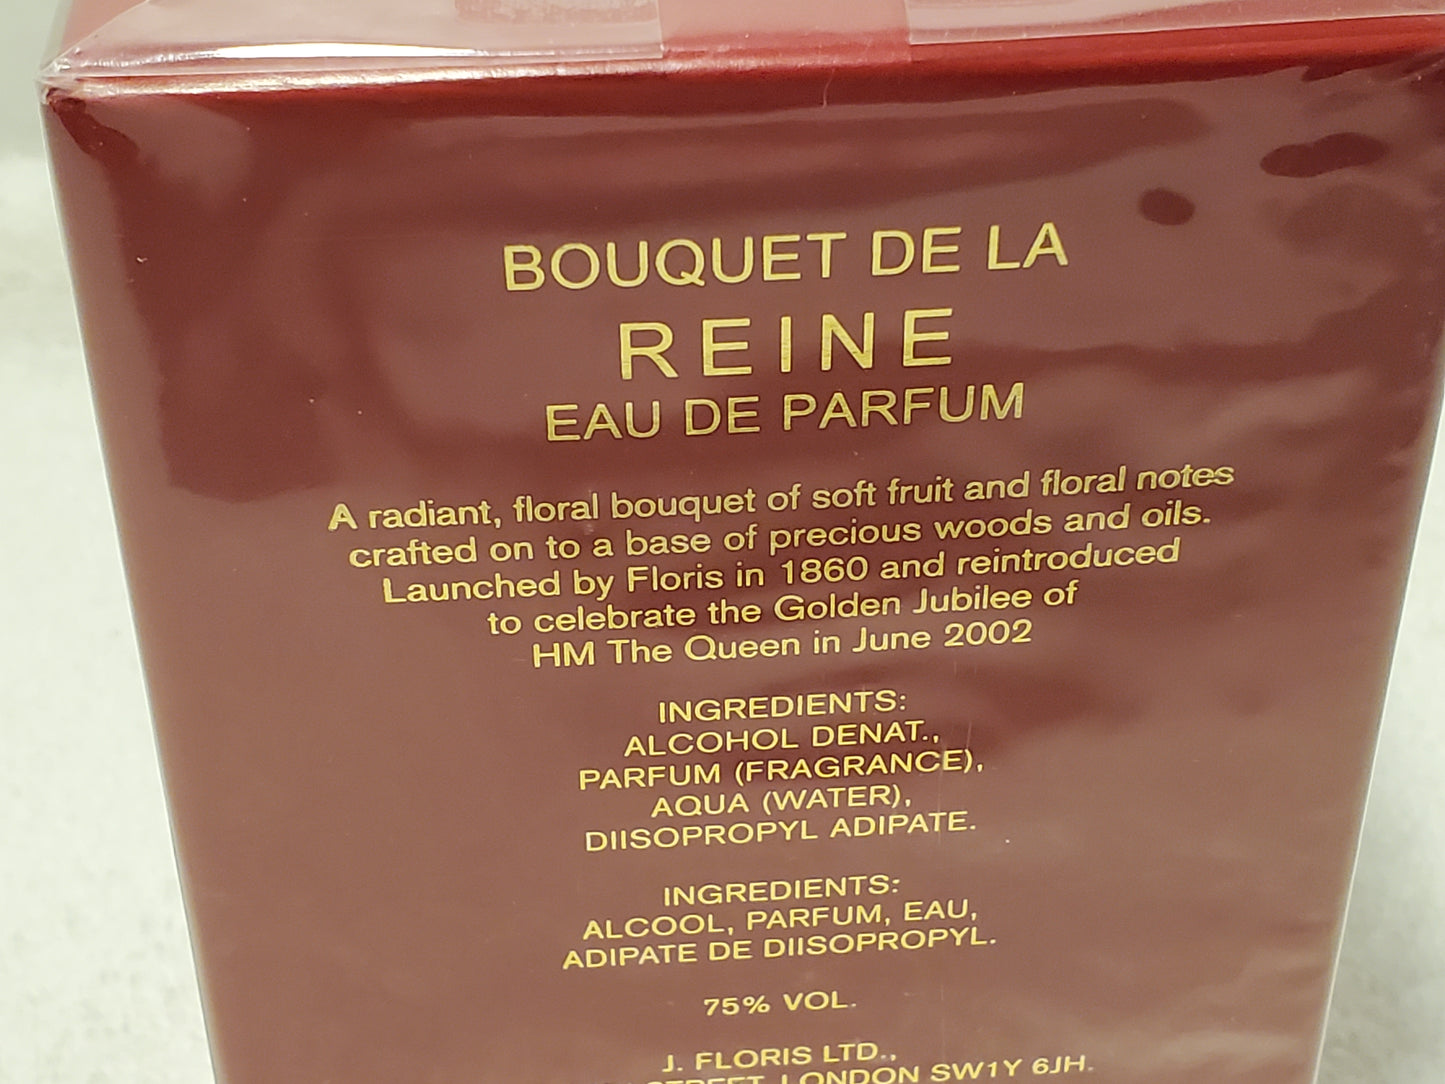 BOUQUET DE LA
REINE
EAU DE PARFUM
A radiant, floral bouquet of soft fruit and floral notes
crafted on to a base of precious woods and oils.
Launched by Floris in 1860 and reintroduced
to celebrate the Golden Jubilee of
HM The Queen in June 2002
INGREDIENTS:
ALCOHOL DENAT.,
PARFUM (FRAGRANCE),
AQUA (WATER),
DIISOPROPYL ADIPATE.
INGREDIENTS:
ALCOOL, PARFUM, EAU,
ADIPATE DE DIISOPROPYL.
75% VOL.
J. FLORIS LTD.,
STREET, LONDON SW1Y 6JH.